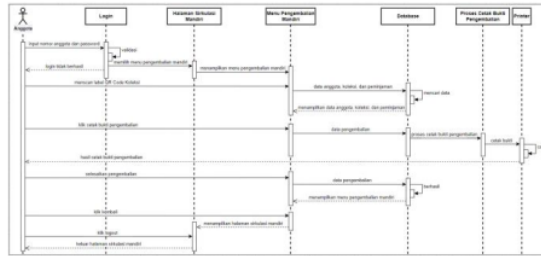 Login
Halaman Sirkulasi
Mandiri
Menu Pengembalian
Mandiri
Database
Proses Cetak Bukti
Pengembalian
Printer
Anggota
input nomor anggota dan password
validasi
memilih menu pengembalian mandiri
login tidak berhasil
menampilkan menu pengembalian mandiri
menscan label QR Code Koleksi
data anggota, koleksi, dan peminjaman
mencari data
menampilkan data anggota, koleksi, dan peminjaman
klik cetak bukti pengembalian
data pengembalian
proses cetak bukti pengembalian
cetak bukti
hasil cetak bukti pengembalian
selesaikan pengembalian
data pengembalian
berhasil
menampilkan menu pengembalian mandiri
klik kembali
menampilkan halaman sirkulasi mandiri
klik logout
keluar halaman sirkulasi mandiri